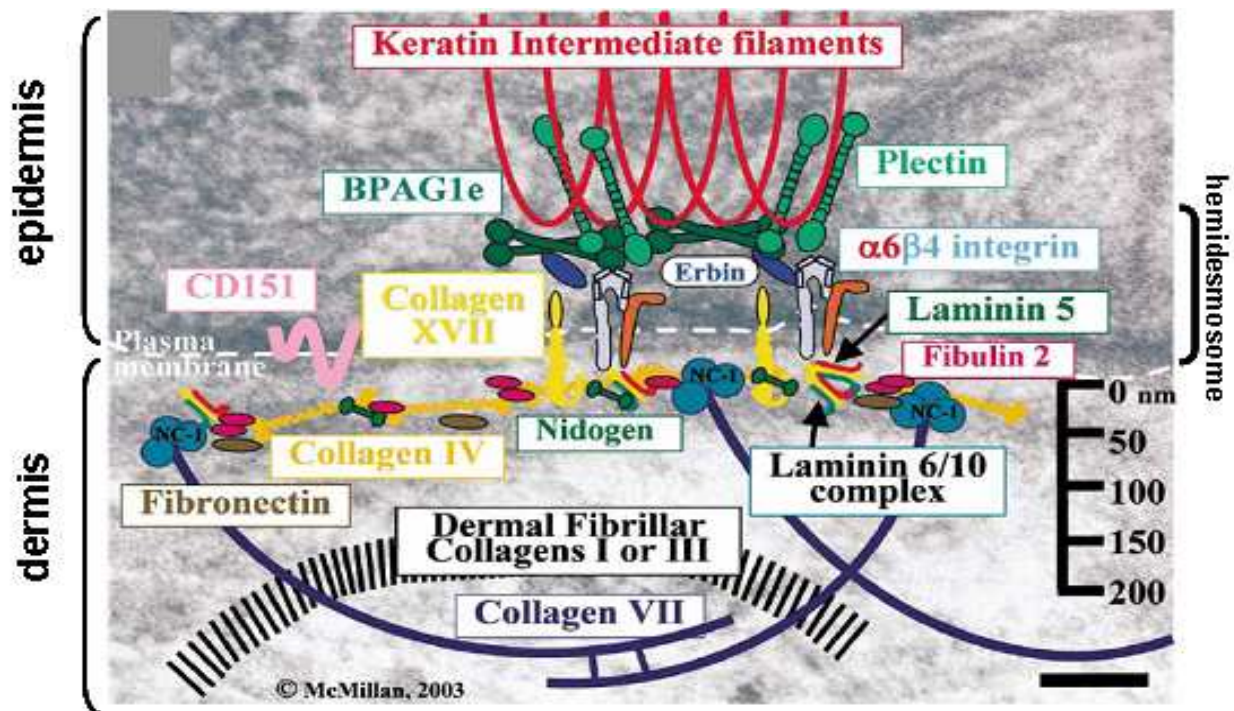 Keratin Intermediate filaments
epidermis
BPAG1e
Plectin
hemidesmosome
α6β4 integrin
Erbin
CD151
Collagen
XVII
Laminin 5
Plasma
membrane
Fibulin 2
0 nm
NC-1
NC-1
NC-1
Nidogen
50
Collagen IV
Laminin 6/10
complex
dermis
Fibronectin
100
Dermal Fibrillar
Collagens I or III
150
200
Collagen VII
© McMillan, 2003